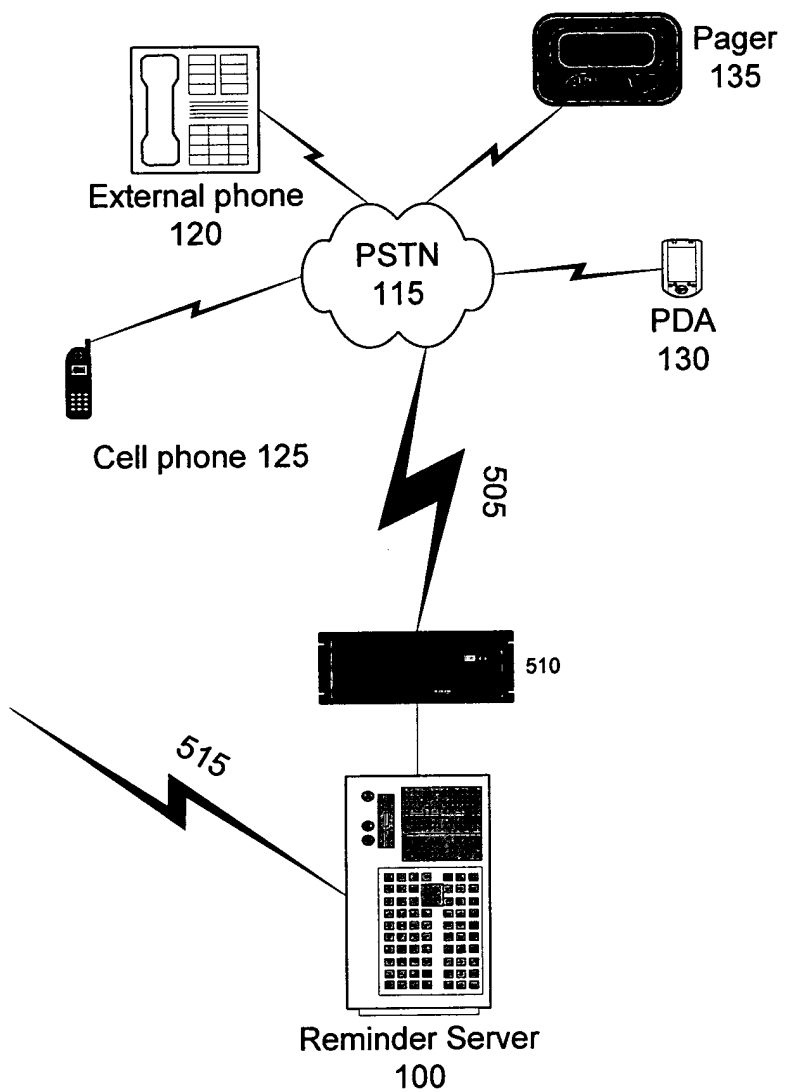 Pager
135
External phone
120
PSTN
115
PDA
130
Cell phone 125
505
510
515
Reminder Server
100